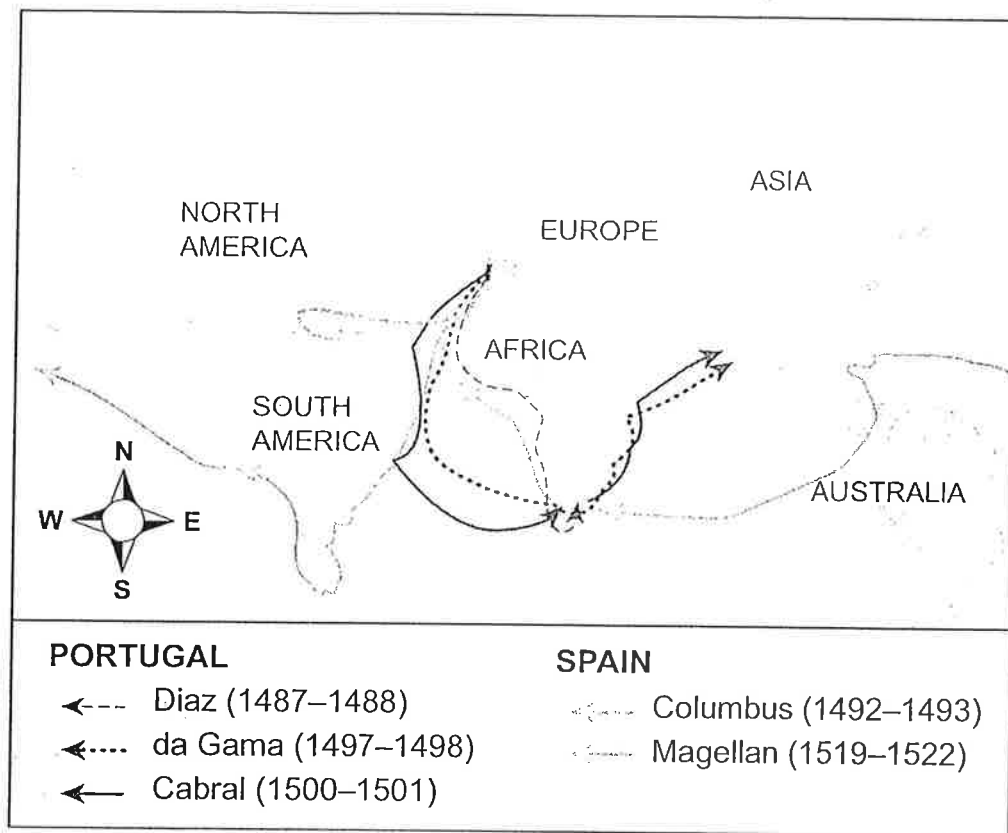 ASIA
NORTH
AMERICA
EUROPE
AFRICA
SOUTH
AMERICA
AUSTRALIA
N
W
E
S
PORTUGAL
Diaz (1487–1488)
da Gama (1497–1498)
Cabral (1500–1501)
SPAIN
Columbus (1492–1493)
Magellan (1519–1522)